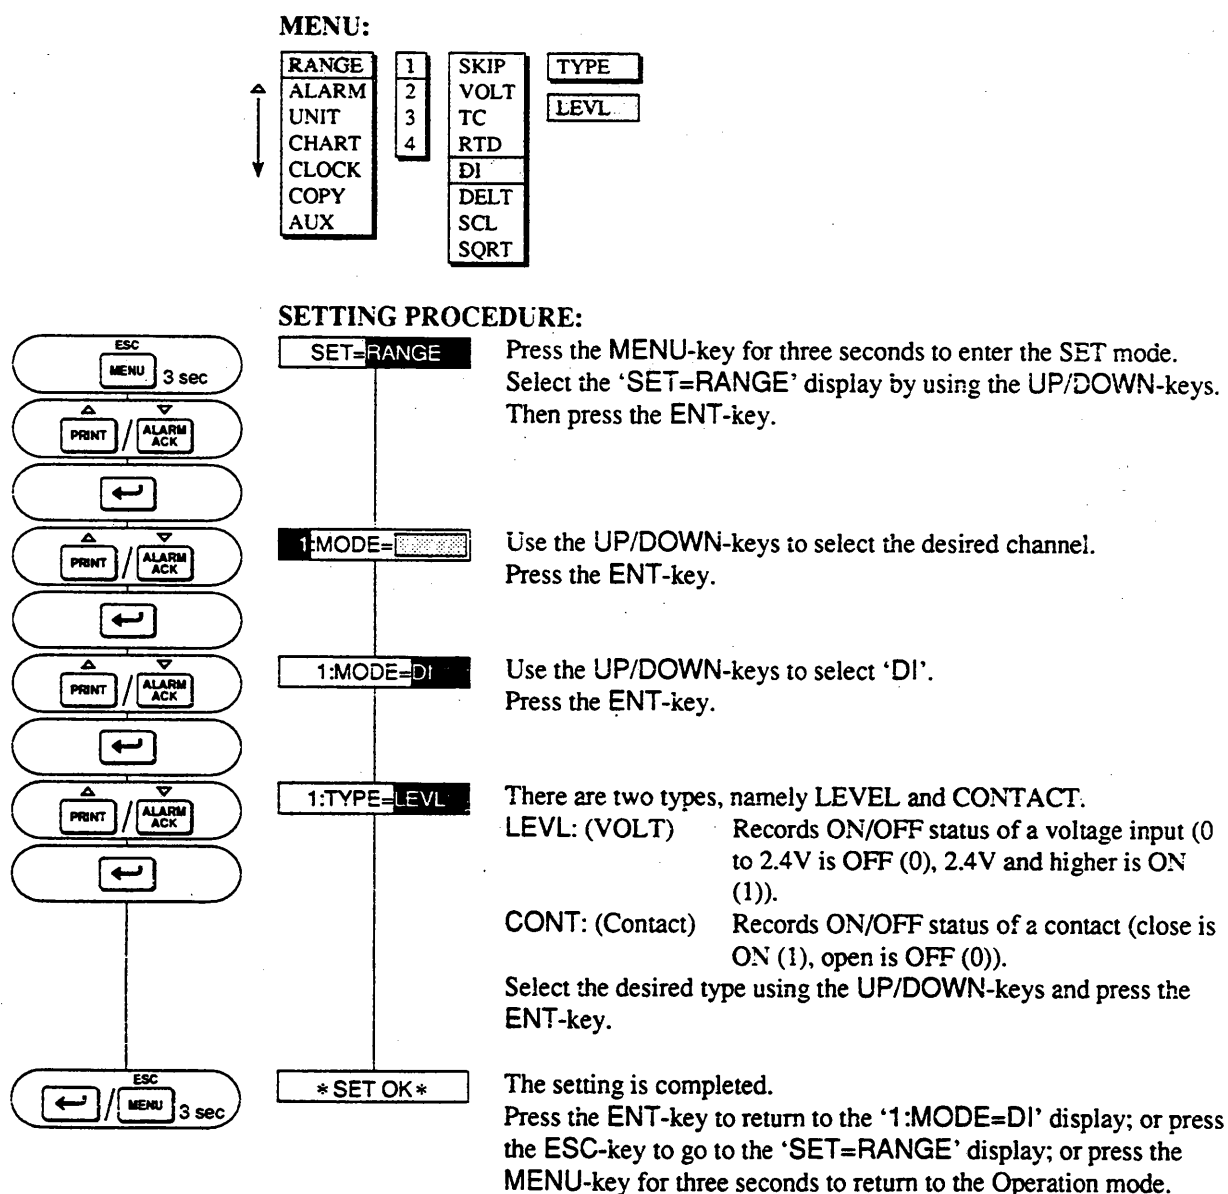 MENU:
RANGE
ALARM
UNIT
CHART
CLOCK
COPY
AUX
1
2
3
4
SKIP
VOLT
TC
RTD
DI
DELT
SCL
SQRT
TYPE
LEVL
SETTING PROCEDURE:
ESC
MENU 3 sec
SET=RANGE
Press the MENU-key for three seconds to enter the SET mode.
Select the ‘SET=RANGE’ display by using the UP/DOWN-keys.
Then press the ENT-key.
PRINT / ALARM ACK
1:MODE=
Use the UP/DOWN-keys to select the desired channel.
Press the ENT-key.
PRINT / ALARM ACK
1:MODE=DI
Use the UP/DOWN-keys to select ‘DI’.
Press the ENT-key.
PRINT / ALARM ACK
1:TYPE=LEVL
There are two types, namely LEVEL and CONTACT.
LEVL: (VOLT) Records ON/OFF status of a voltage input (0
to 2.4V is OFF (0), 2.4V and higher is ON
(1)).
CONT: (Contact) Records ON/OFF status of a contact (close is
ON (1), open is OFF (0)).
Select the desired type using the UP/DOWN-keys and press the
ENT-key.
PRINT / ALARM ACK
ESC
/ MENU 3 sec
*SET OK*
The setting is completed.
Press the ENT-key to return to the ‘1:MODE=DI’ display; or press
the ESC-key to go to the ‘SET=RANGE’ display; or press the
MENU-key for three seconds to return to the Operation mode.